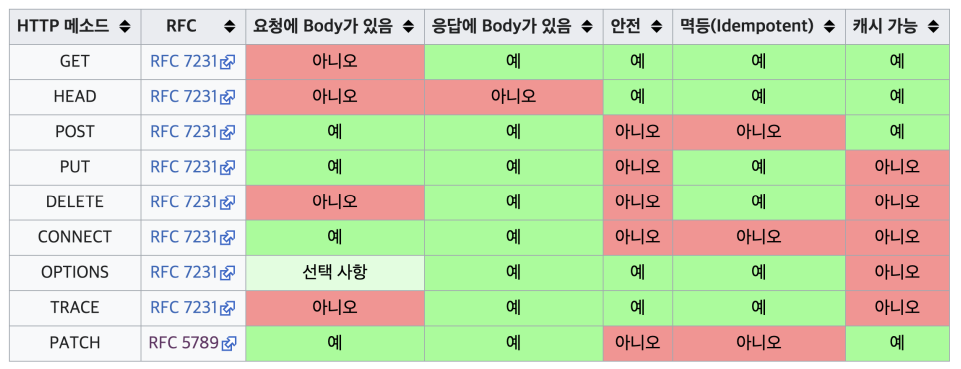 HTTP 메소드 RFC 요청에 Body가 있음 응답에 Body가 있음 안전 멱등(Idempotent) 캐시 가능
GET RFC 7231 아니오 예 예 예 예
HEAD RFC 7231 아니오 아니오 예 예 예
POST RFC 7231 예 예 아니오 아니오 예
PUT RFC 7231 예 예 아니오 예 아니오
DELETE RFC 7231 아니오 예 아니오 예 아니오
CONNECT RFC 7231 예 예 아니오 아니오 아니오
OPTIONS RFC 7231 선택 사항 예 예 예 아니오
TRACE RFC 7231 아니오 예 예 예 아니오
PATCH RFC 5789 예 예 아니오 아니오 예